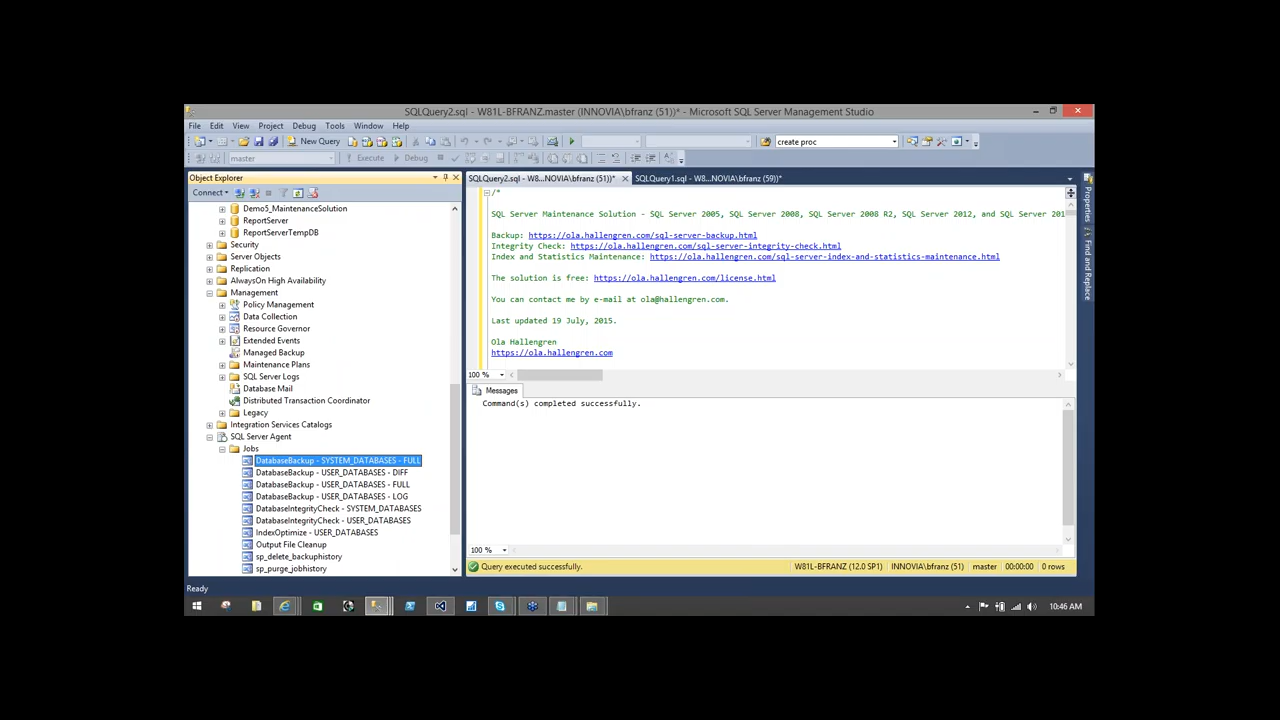 SQLQuery2.sql - W81L-BFRANZ.master (INNOVIA\bfranz (51))* - Microsoft SQL Server Management Studio
File Edit View Project Debug Tools Window Help
New Query
create proc
master
Execute
Debug
Object Explorer
Connect
Demo5_MaintenanceSolution
ReportServer
ReportServerTempDB
Security
Server Objects
Replication
AlwaysOn High Availability
Management
Policy Management
Data Collection
Resource Governor
Extended Events
Managed Backup
Maintenance Plans
SQL Server Logs
Database Mail
Distributed Transaction Coordinator
Legacy
Integration Services Catalogs
SQL Server Agent
Jobs
DatabaseBackup - SYSTEM_DATABASES - FULL
DatabaseBackup - USER_DATABASES - DIFF
DatabaseBackup - USER_DATABASES - FULL
DatabaseBackup - USER_DATABASES - LOG
DatabaseIntegrityCheck - SYSTEM_DATABASES
DatabaseIntegrityCheck - USER_DATABASES
IndexOptimize - USER_DATABASES
Output File Cleanup
sp_delete_backuphistory
sp_purge_jobhistory
SQLQuery2.sql - W8...NOVIA\bfranz (51))* SQLQuery1.sql - W8...NOVIA\bfranz (59))*
/*
SQL Server Maintenance Solution - SQL Server 2005, SQL Server 2008, SQL Server 2008 R2, SQL Server 2012, and SQL Server 201
Backup: https://ola.hallengren.com/sql-server-backup.html
Integrity Check: https://ola.hallengren.com/sql-server-integrity-check.html
Index and Statistics Maintenance: https://ola.hallengren.com/sql-server-index-and-statistics-maintenance.html
The solution is free: https://ola.hallengren.com/license.html
You can contact me by e-mail at ola@hallengren.com.
Last updated 19 July, 2015.
Ola Hallengren
https://ola.hallengren.com
100 %
Messages
Command(s) completed successfully.
100 %
Query executed successfully. W81L-BFRANZ (12.0 SP1) INNOVIA\bfranz (51) master 00:00:00 0 rows
Properties
Find and Replace
Ready
10:46 AM